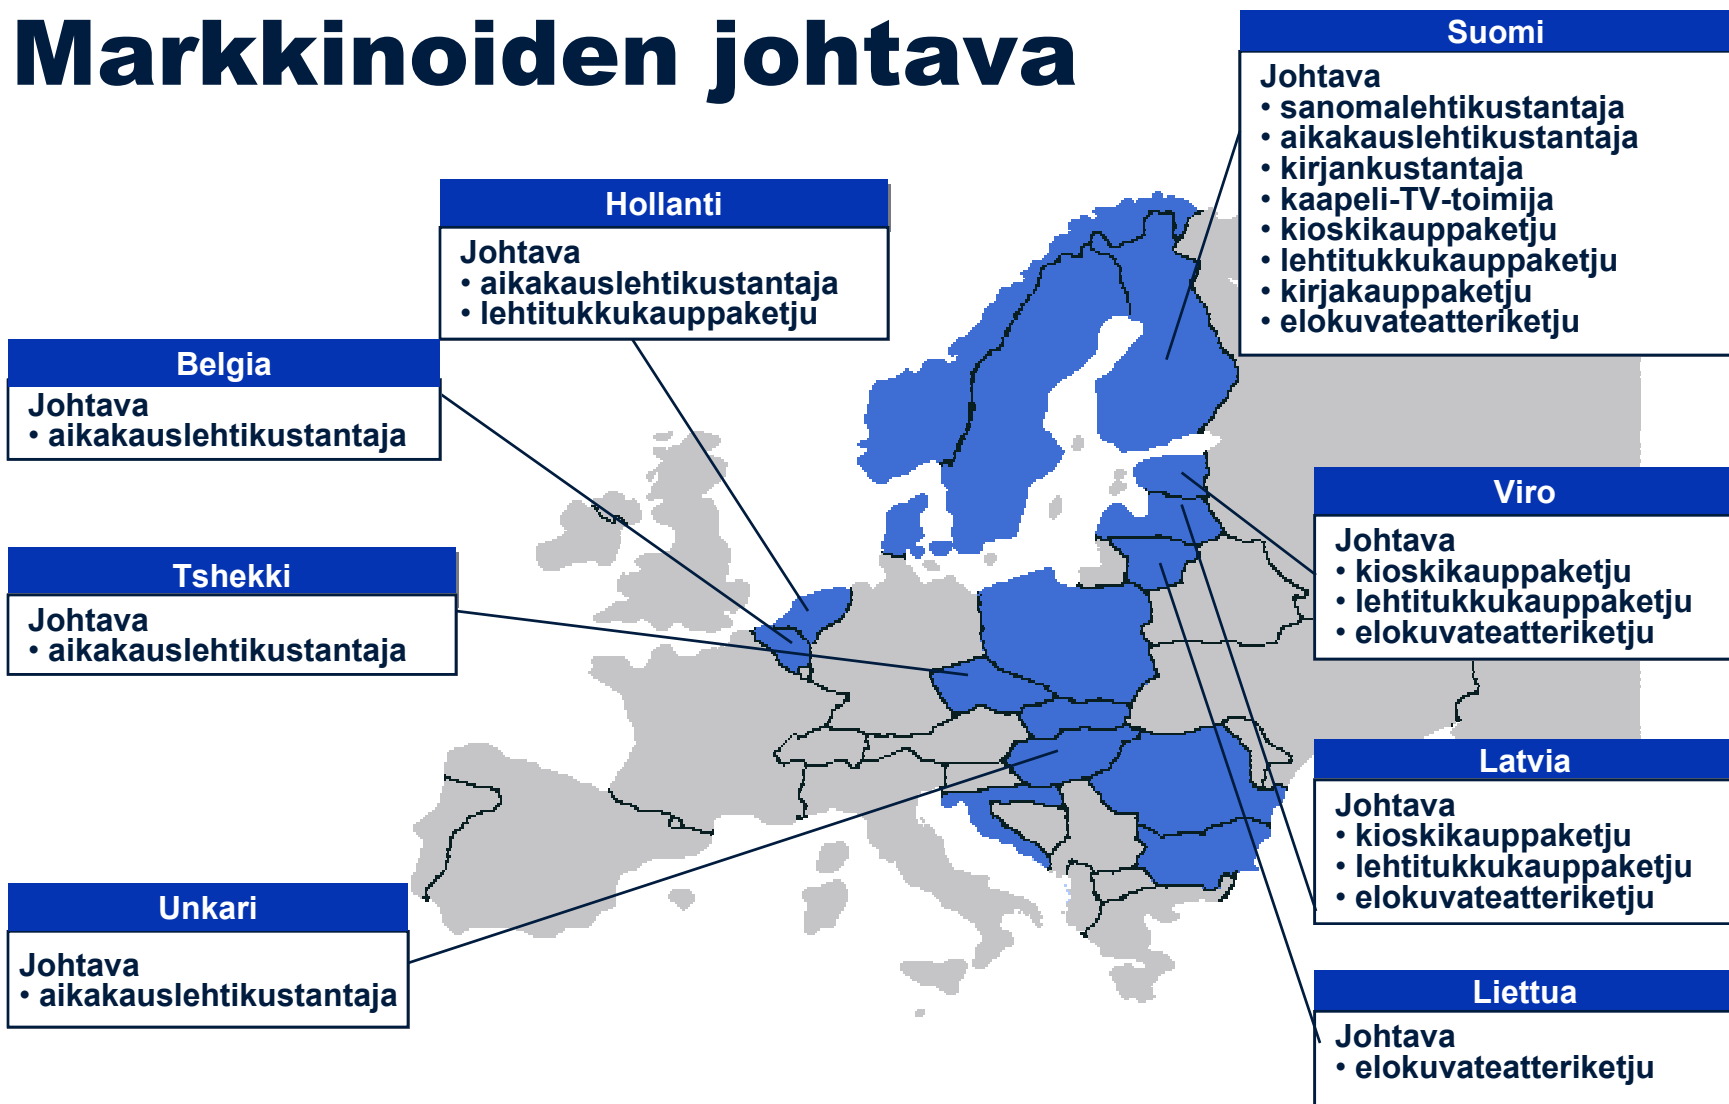 Markkinoiden johtava
Suomi
Johtava
• sanomalehtikustantaja
• aikakauslehtikustantaja
• kirjankustantaja
• kaapeli-TV-toimija
• kioskikauppaketju
• lehtitukkukauppaketju
• kirjakauppaketju
• elokuvateatteriketju
Hollanti
Johtava
• aikakauslehtikustantaja
• lehtitukkukauppaketju
Belgia
Johtava
• aikakauslehtikustantaja
Viro
Johtava
• kioskikauppaketju
• lehtitukkukauppaketju
• elokuvateatteriketju
Tshekki
Johtava
• aikakauslehtikustantaja
Latvia
Johtava
• kioskikauppaketju
• lehtitukkukauppaketju
• elokuvateatteriketju
Unkari
Johtava
• aikakauslehtikustantaja
Liettua
Johtava
• elokuvateatteriketju